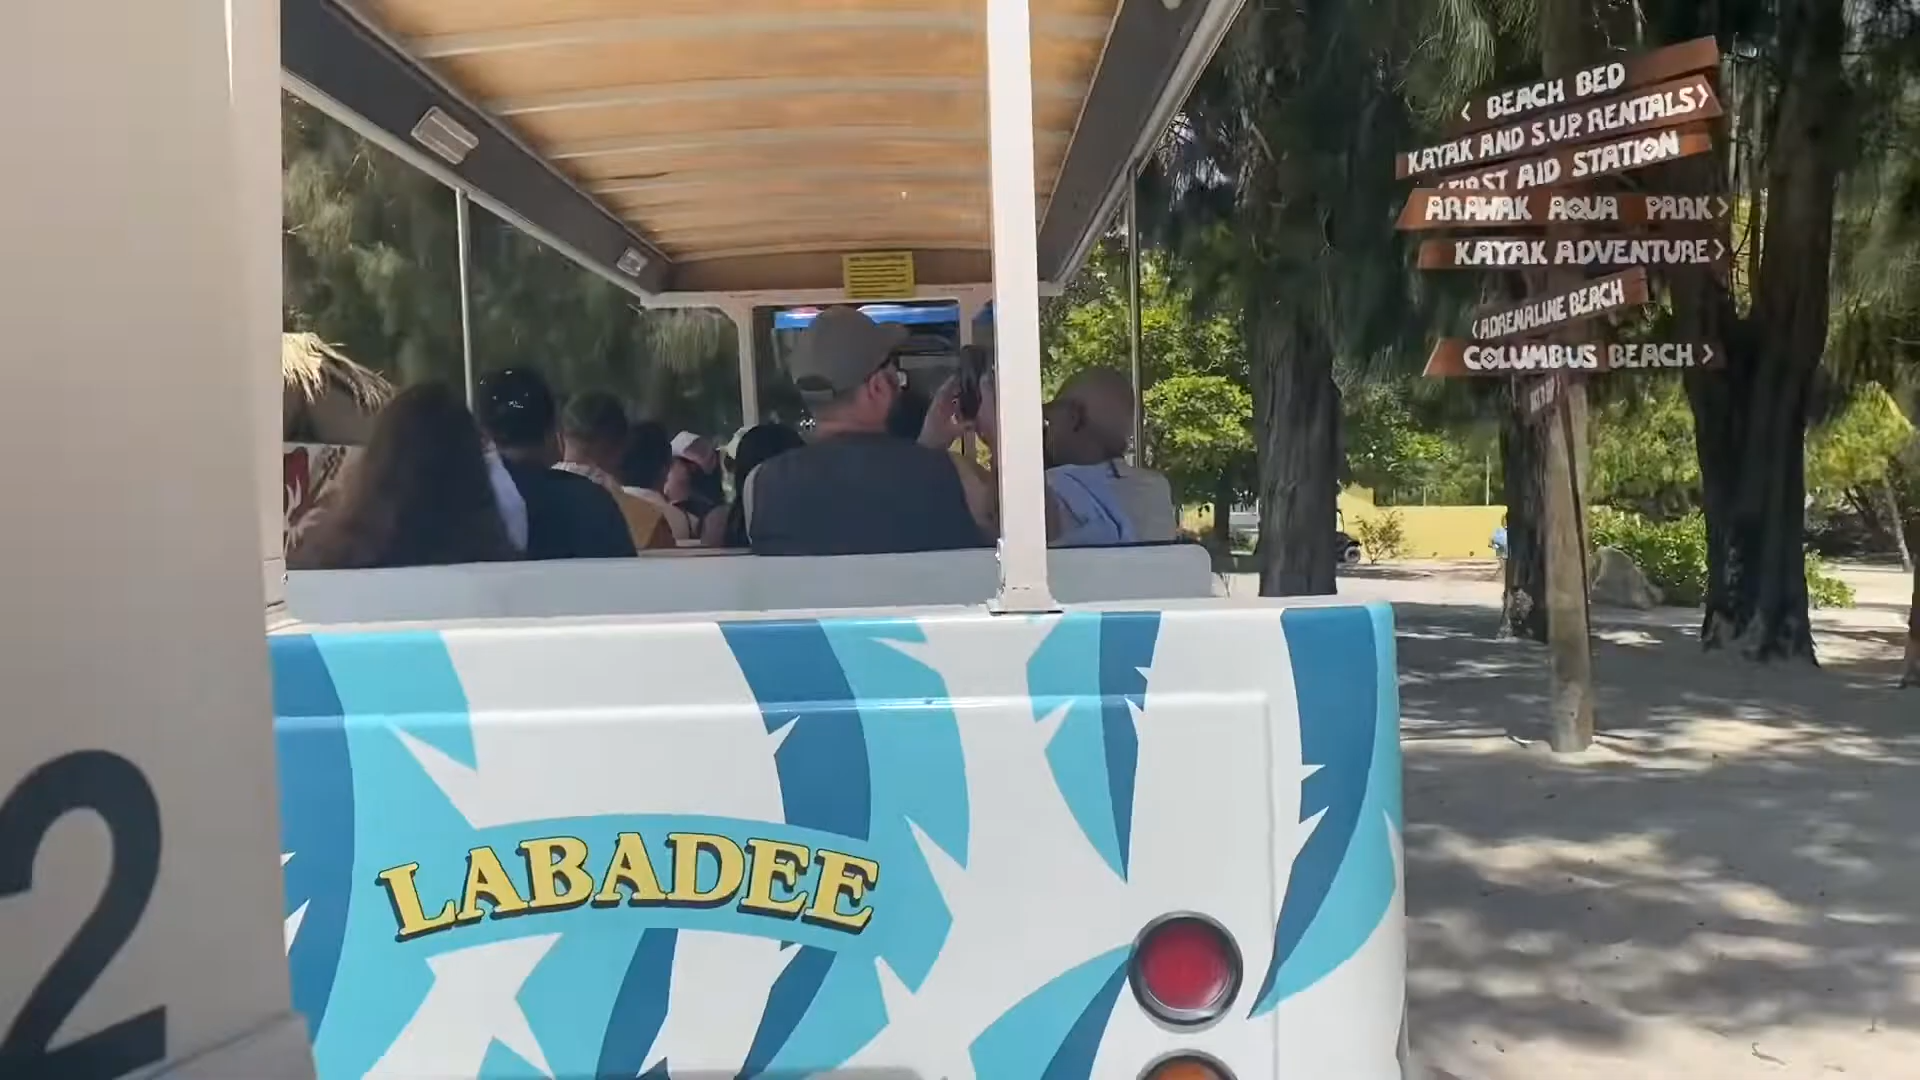 < BEACH BED
KAYAK AND S.U.P. RENTALS >
< FIRST AID STATION
ARAWAK AQUA PARK >
KAYAK ADVENTURE >
< ADRENALINE BEACH
COLUMBUS BEACH >
LABADEE
2